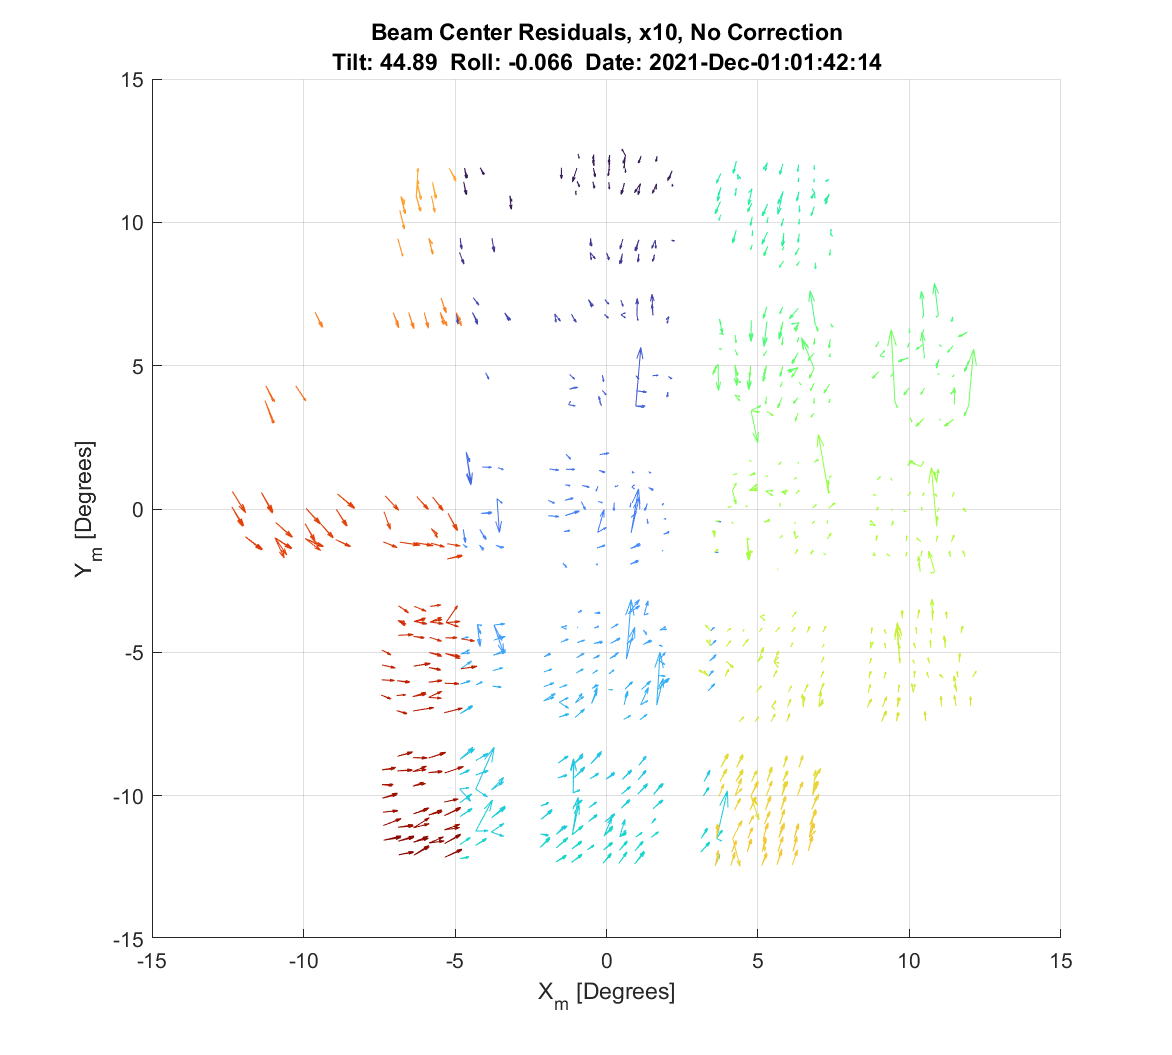 Beam Center Residuals, x10, No Correction
Tilt: 44.89 Roll: -0.066 Date: 2021-Dec-01:01:42:14
15
10
5
0
-5
-10
-15
Y_m [Degrees]
-15 -10 -5 0 5 10 15
X_m [Degrees]